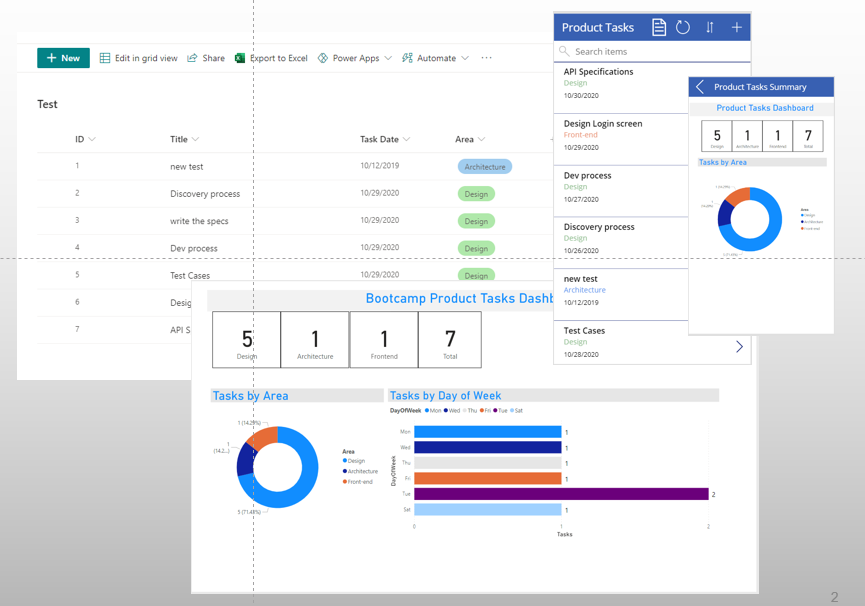 New Edit in grid view Share Export to Excel Power Apps Automate ...
Test
ID Title Task Date Area
1 new test 10/12/2019 Architecture
2 Discovery process 10/29/2020 Design
3 write the specs 10/29/2020 Design
4 Dev process 10/29/2020 Design
5 Test Cases 10/29/2020 Design
6 Desig
7 API S
Product Tasks
Search items
API Specifications
Design
10/30/2020
Design Login screen
Front-end
10/29/2020
Dev process
Design
10/27/2020
Discovery process
Design
10/26/2020
new test
Architecture
10/12/2019
Test Cases
Design
10/28/2020
Product Tasks Summary
Product Tasks Dashboard
5 1 1 7
Design Architecture Frontend Total
Tasks by Area
Area
Design
Architecture
Front-end
Bootcamp Product Tasks Dashb
5 1 1 7
Design Architecture Frontend Total
Tasks by Area
1 (14.29%)
1
(14.2...)
5 (71.43%)
Area
Design
Architecture
Front-end
Tasks by Day of Week
DayOfWeek Mon Wed Thu Fri Tue Sat
DayOfWeek
Mon 1
Wed 1
Thu 1
Fri 1
Tue 2
Sat 1
0 1 2
Tasks
2